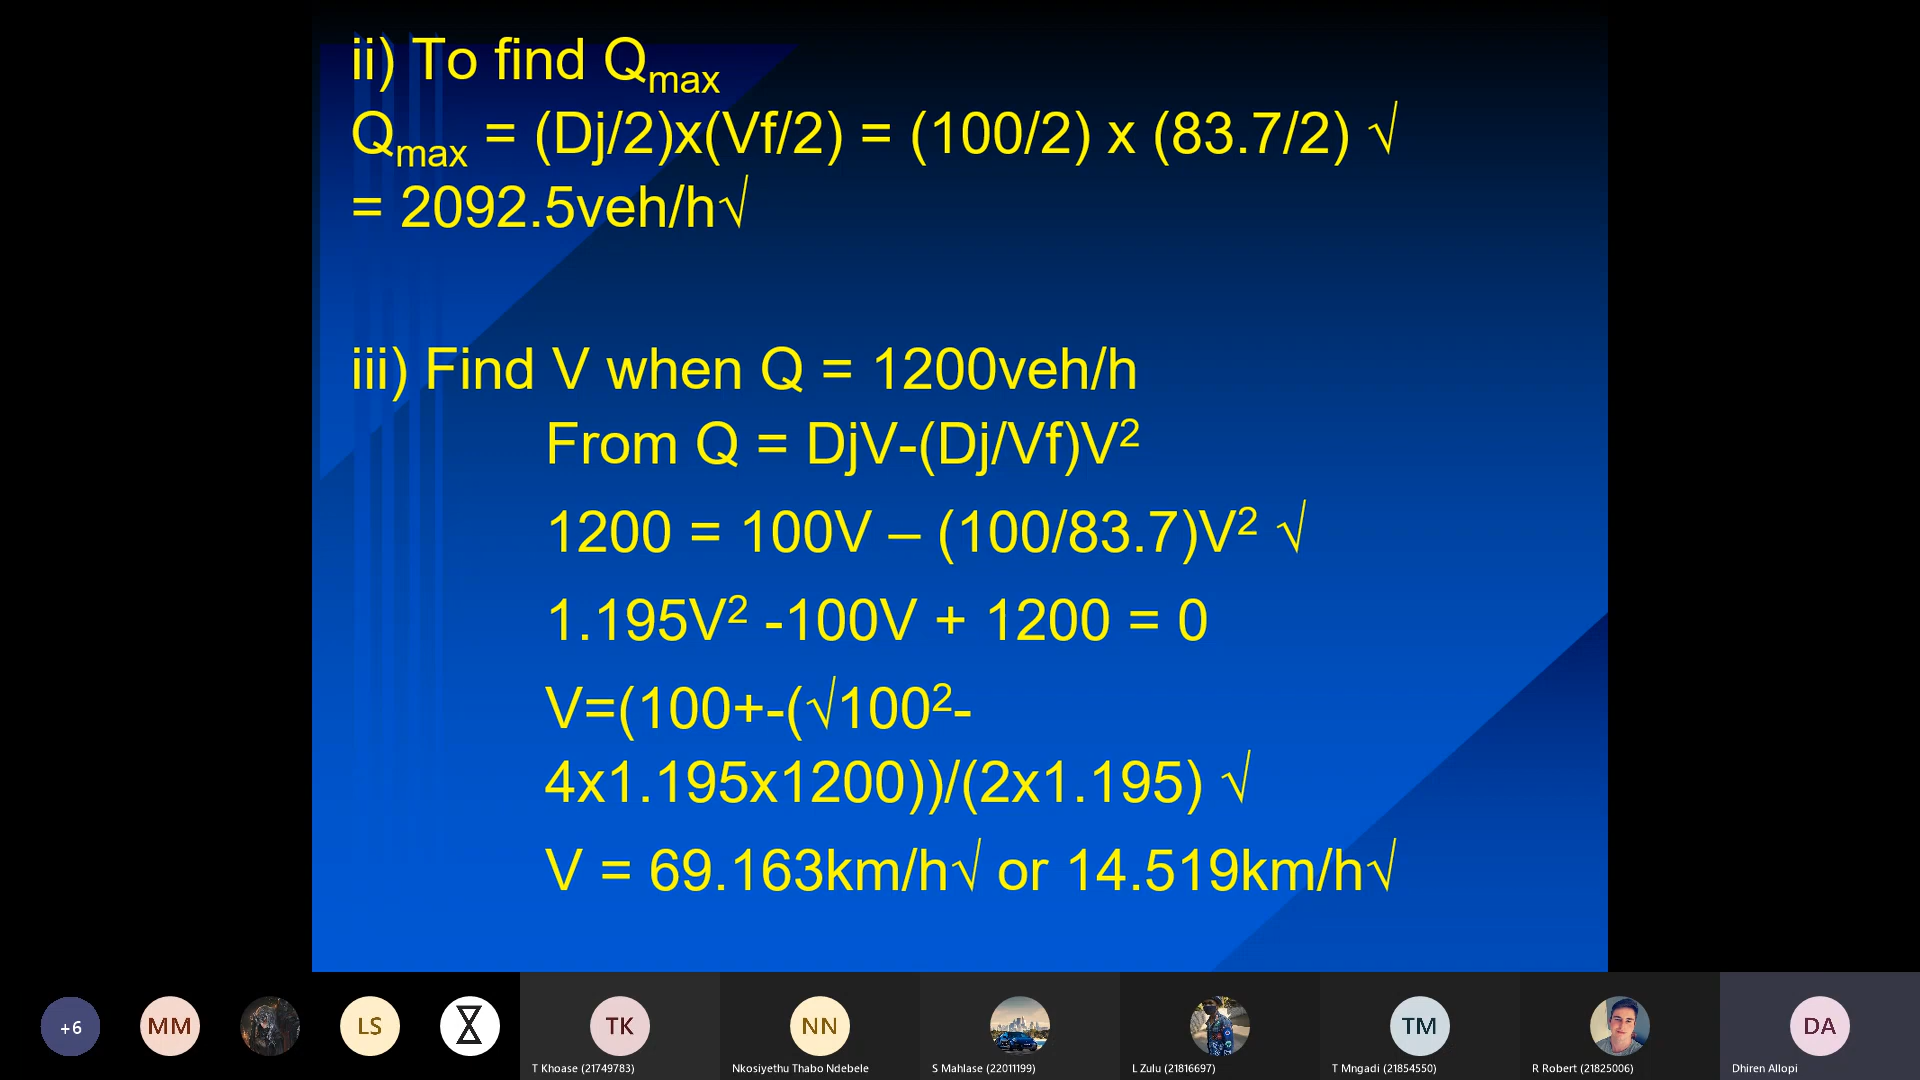 ii) To find Qmax
Qmax = (Dj/2)x(Vf/2) = (100/2) x (83.7/2) √
= 2092.5veh/h√
iii) Find V when Q = 1200veh/h
From Q = DjV-(Dj/Vf)V²
1200 = 100V – (100/83.7)V² √
1.195V² -100V + 1200 = 0
V=(100+-(√100²-
4x1.195x1200))/(2x1.195) √
V = 69.163km/h√ or 14.519km/h√
+6
MM
LS
TK
NN
TM
DA
T Khoase (21749783)
Nkosiyethu Thabo Ndebele
S Mahlase (22011199)
L Zulu (21816697)
T Mngadi (21854550)
R Robert (21825006)
Dhiren Allopi